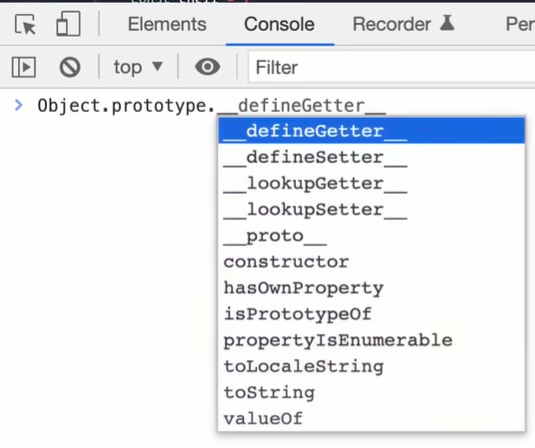 Elements Console Recorder Per
top ▼ Filter
> Object.prototype.__defineGetter__
__defineGetter__
__defineSetter__
__lookupGetter__
__lookupSetter__
__proto__
constructor
hasOwnProperty
isPrototypeOf
propertyIsEnumerable
toLocaleString
toString
valueOf